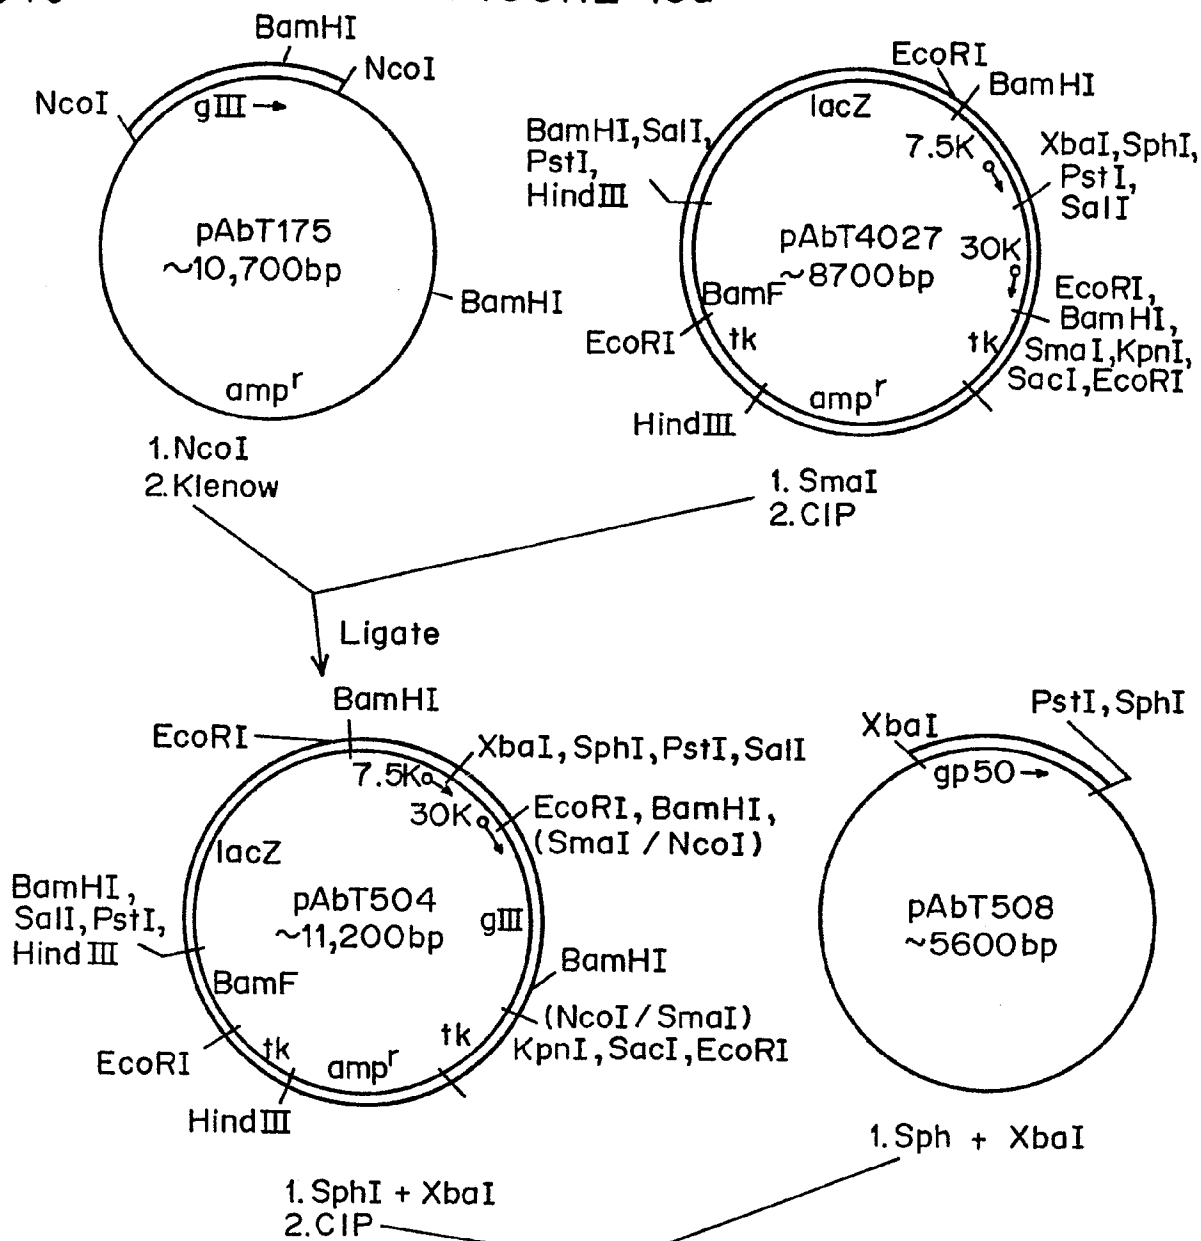 BamHI
NcoI
NcoI
gIII →
pAbT175
~10,700bp
BamHI
ampʳ
1. NcoI
2. Klenow
EcoRI
BamHI
lacZ
7.5K
BamHI, SalI,
PstI,
HindIII
XbaI, SphI,
PstI,
SalI
pAbT4027
~8700bp
30K
BamF
EcoRI
tk
EcoRI,
BamHI,
SmaI, KpnI,
SacI, EcoRI
tk
HindIII
ampʳ
1. SmaI
2. CIP
Ligate
BamHI
EcoRI
7.5K
XbaI, SphI, PstI, SalI
30K
EcoRI, BamHI,
(SmaI / NcoI)
lacZ
BamHI,
SalI, PstI,
HindIII
pAbT504
~11,200bp
gIII
BamHI
BamF
(NcoI / SmaI)
KpnI, SacI, EcoRI
tk
EcoRI
tk
ampʳ
HindIII
1. SphI + XbaI
2. CIP
XbaI
PstI, SphI
gp50 →
pAbT508
~5600bp
1. Sph + XbaI